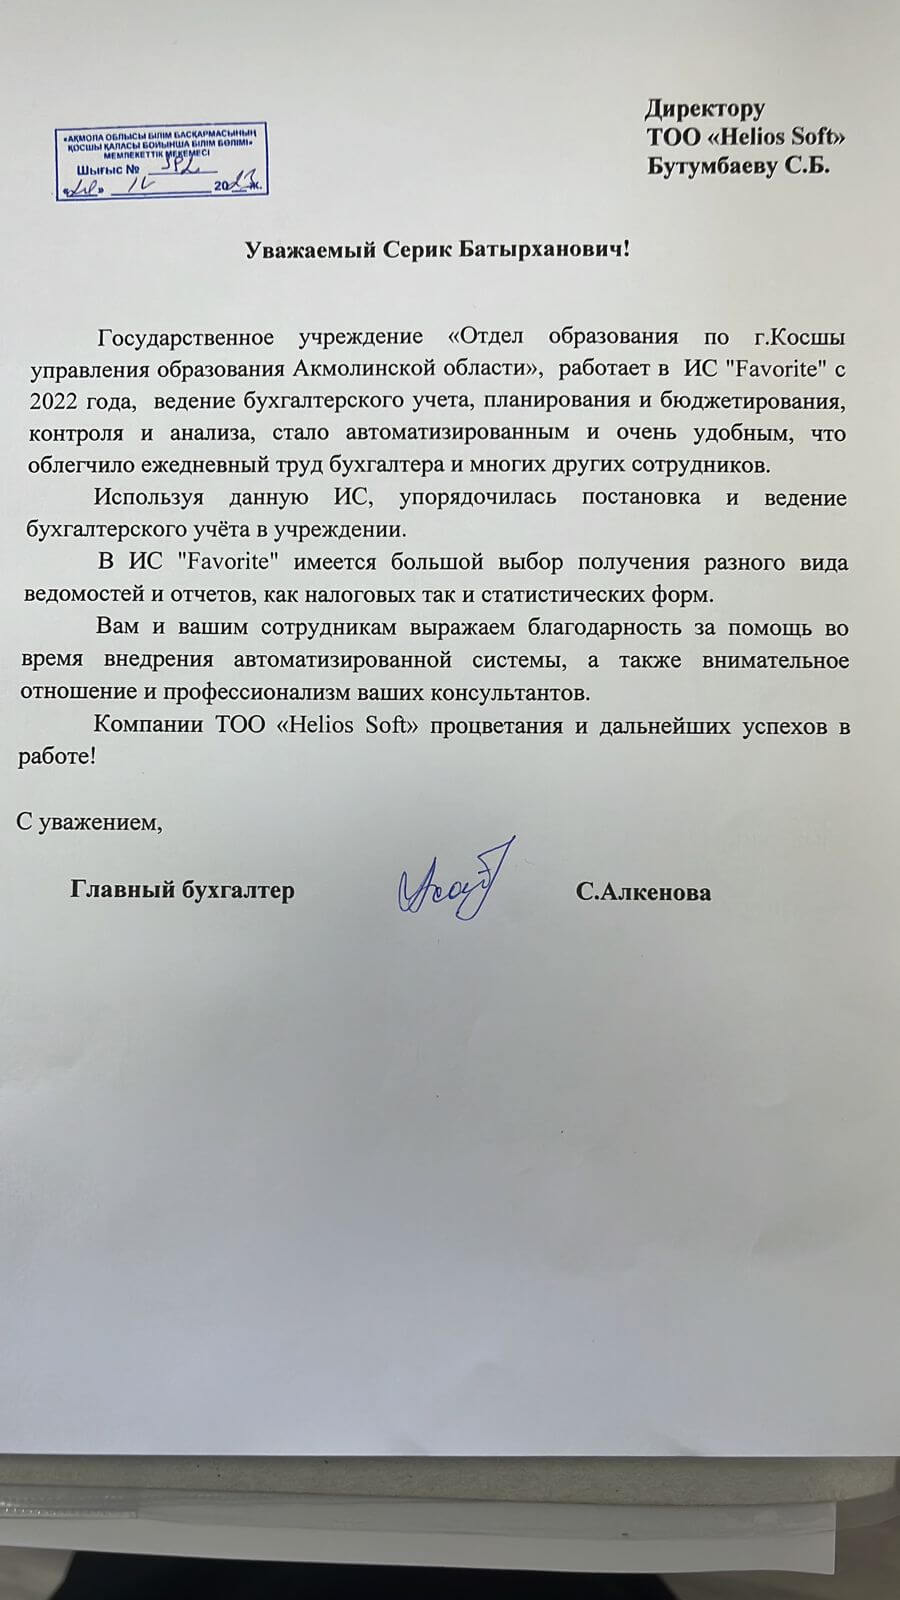 «АҚМОЛА ОБЛЫСЫ БІЛІМ БАСҚАРМАСЫНЫҢ
ҚОСШЫ ҚАЛАСЫ БОЙЫНША БІЛІМ БӨЛІМІ»
МЕМЛЕКЕТТІК МЕКЕМЕСІ
Шығыс №
2023ж.
Директору
ТОО «Helios Soft»
Бутумбаеву С.Б.
Уважаемый Серик Батырханович!
Государственное учреждение «Отдел образования по г.Косшы
управления образования Акмолинской области», работает в ИС "Favorite" с
2022 года, ведение бухгалтерского учета, планирования и бюджетирования,
контроля и анализа, стало автоматизированным и очень удобным, что
облегчило ежедневный труд бухгалтера и многих других сотрудников.
Используя данную ИС, упорядочилась постановка и ведение
бухгалтерского учёта в учреждении.
В ИС "Favorite" имеется большой выбор получения разного вида
ведомостей и отчетов, как налоговых так и статистических форм.
Вам и вашим сотрудникам выражаем благодарность за помощь во
время внедрения автоматизированной системы, а также внимательное
отношение и профессионализм ваших консультантов.
Компании ТОО «Helios Soft» процветания и дальнейших успехов в
работе!
С уважением,
Главный бухгалтер С.Алкенова